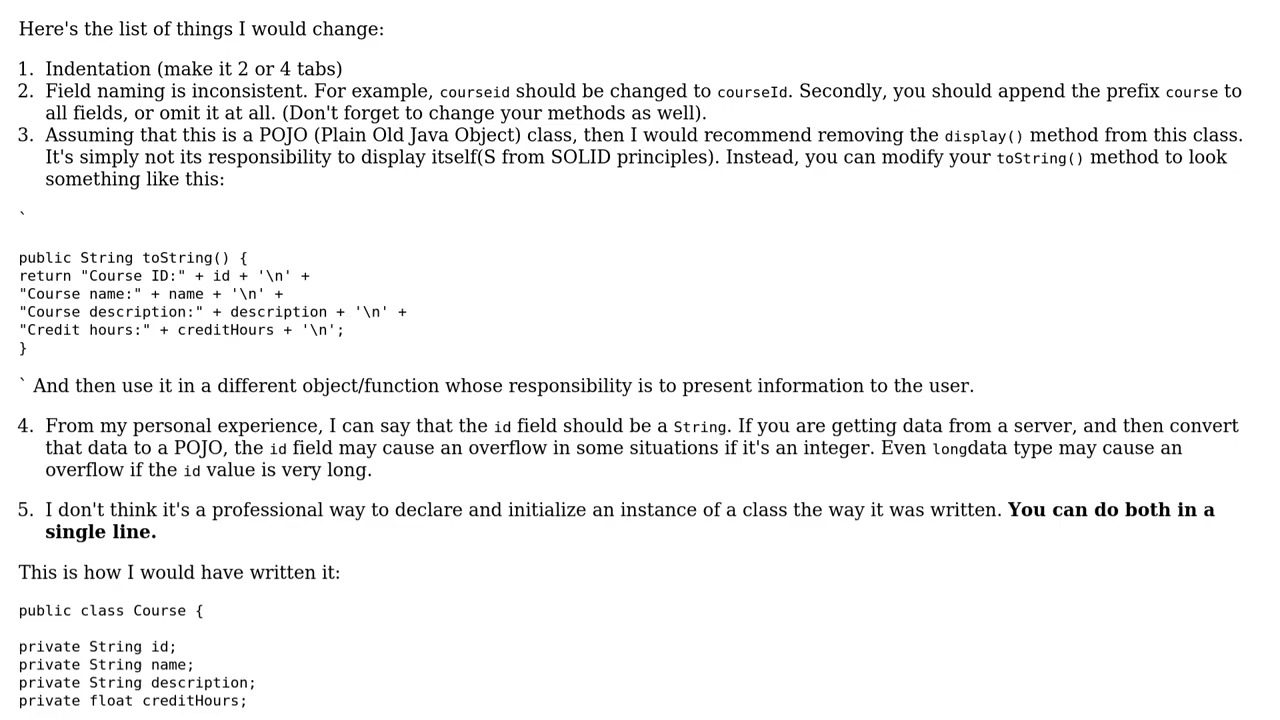 Here's the list of things I would change:
1. Indentation (make it 2 or 4 tabs)
2. Field naming is inconsistent. For example, courseid should be changed to courseId. Secondly, you should append the prefix course to
all fields, or omit it at all. (Don't forget to change your methods as well).
3. Assuming that this is a POJO (Plain Old Java Object) class, then I would recommend removing the display() method from this class.
It's simply not its responsibility to display itself(S from SOLID principles). Instead, you can modify your toString() method to look
something like this:
`
public String toString() {
return "Course ID:" + id + '\n' +
"Course name:" + name + '\n' +
"Course description:" + description + '\n' +
"Credit hours:" + creditHours + '\n';
}
` And then use it in a different object/function whose responsibility is to present information to the user.
4. From my personal experience, I can say that the id field should be a String. If you are getting data from a server, and then convert
that data to a POJO, the id field may cause an overflow in some situations if it's an integer. Even longdata type may cause an
overflow if the id value is very long.
5. I don't think it's a professional way to declare and initialize an instance of a class the way it was written. You can do both in a
single line.
This is how I would have written it:
public class Course {
private String id;
private String name;
private String description;
private float creditHours;